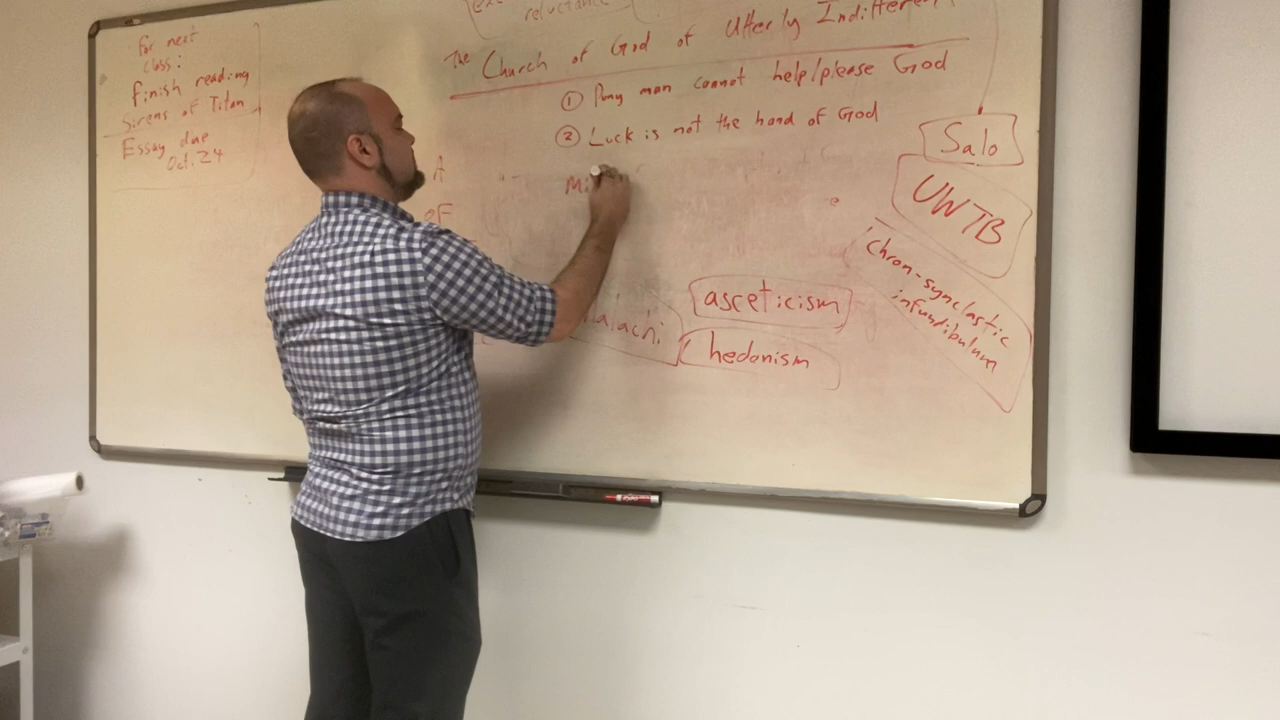 For next
class:
finish reading
Sirens of Titan
Essay due
Oct. 24
reluctance
The Church of God of Utterly Indifferent
① Puny man cannot help/please God
② Luck is not the hand of God
Mi
A
OF
Salo
UWTB
chron-synclastic
infundibulum
asceticism
hedonism